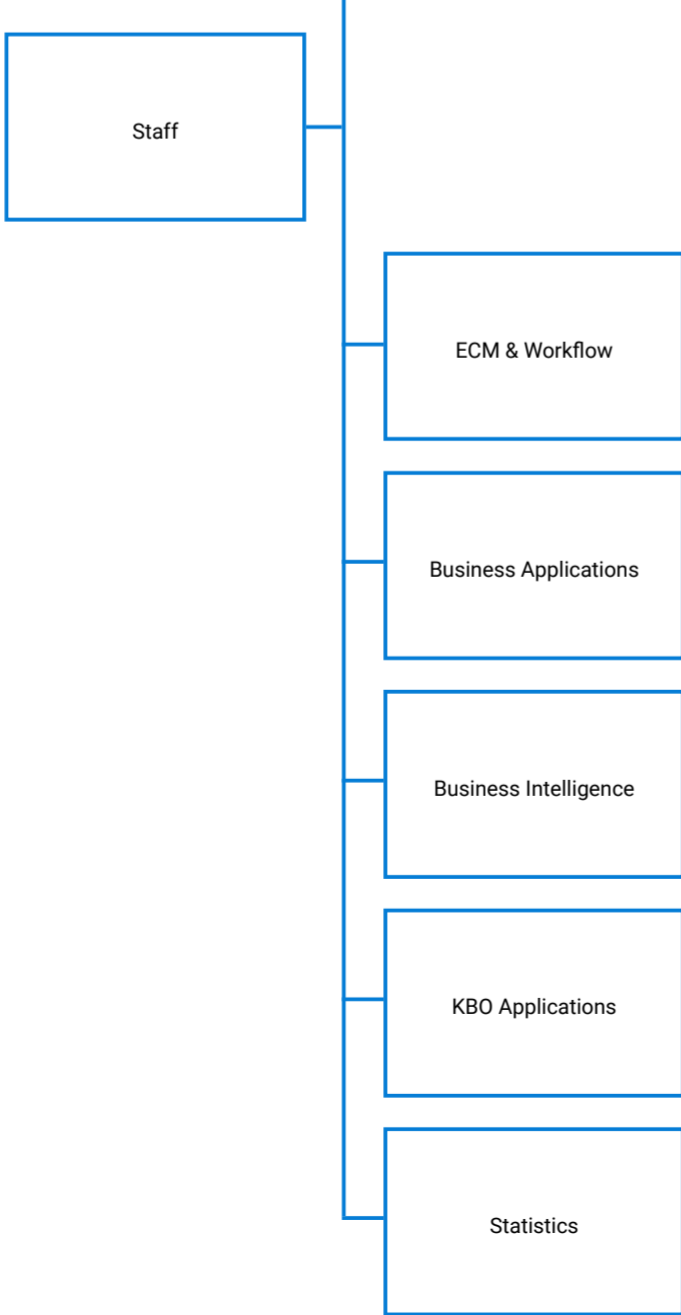 Staff
ECM & Workflow
Business Applications
Business Intelligence
KBO Applications
Statistics